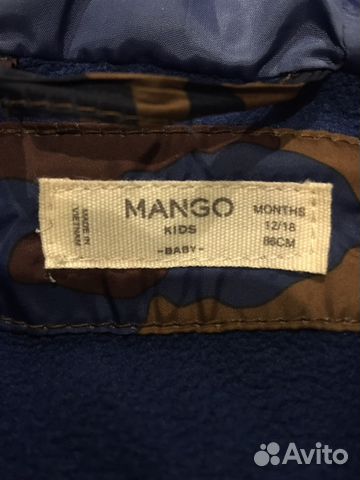 MADE IN
VIETNAM
MANGO
KIDS
-BABY-
MONTHS
12/18
86CM
Avito